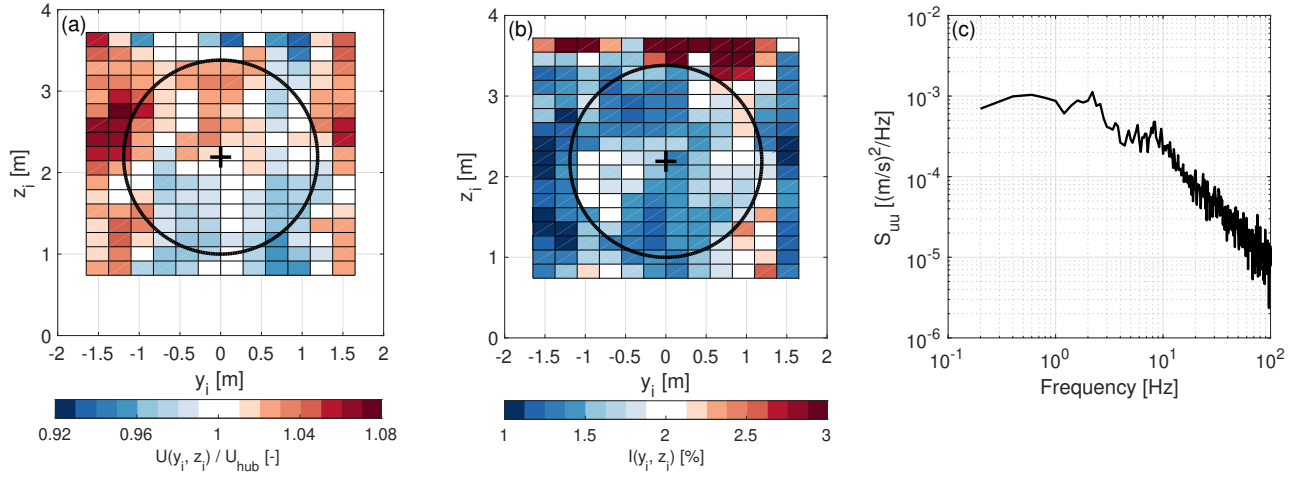 (a)
4
3
2
1
0
z_i [m]
-2 -1.5 -1 -0.5 0 0.5 1 1.5 2
y_i [m]
0.92 0.96 1 1.04 1.08
U(y_i, z_i) / U_hub [-]
(b)
4
3
2
1
0
z_i [m]
-2 -1.5 -1 -0.5 0 0.5 1 1.5 2
y_i [m]
1 1.5 2 2.5 3
I(y_i, z_i) [%]
(c)
10^-2
10^-3
10^-4
10^-5
10^-6
S_uu [(m/s)^2/Hz]
10^-1 10^0 10^1 10^2
Frequency [Hz]